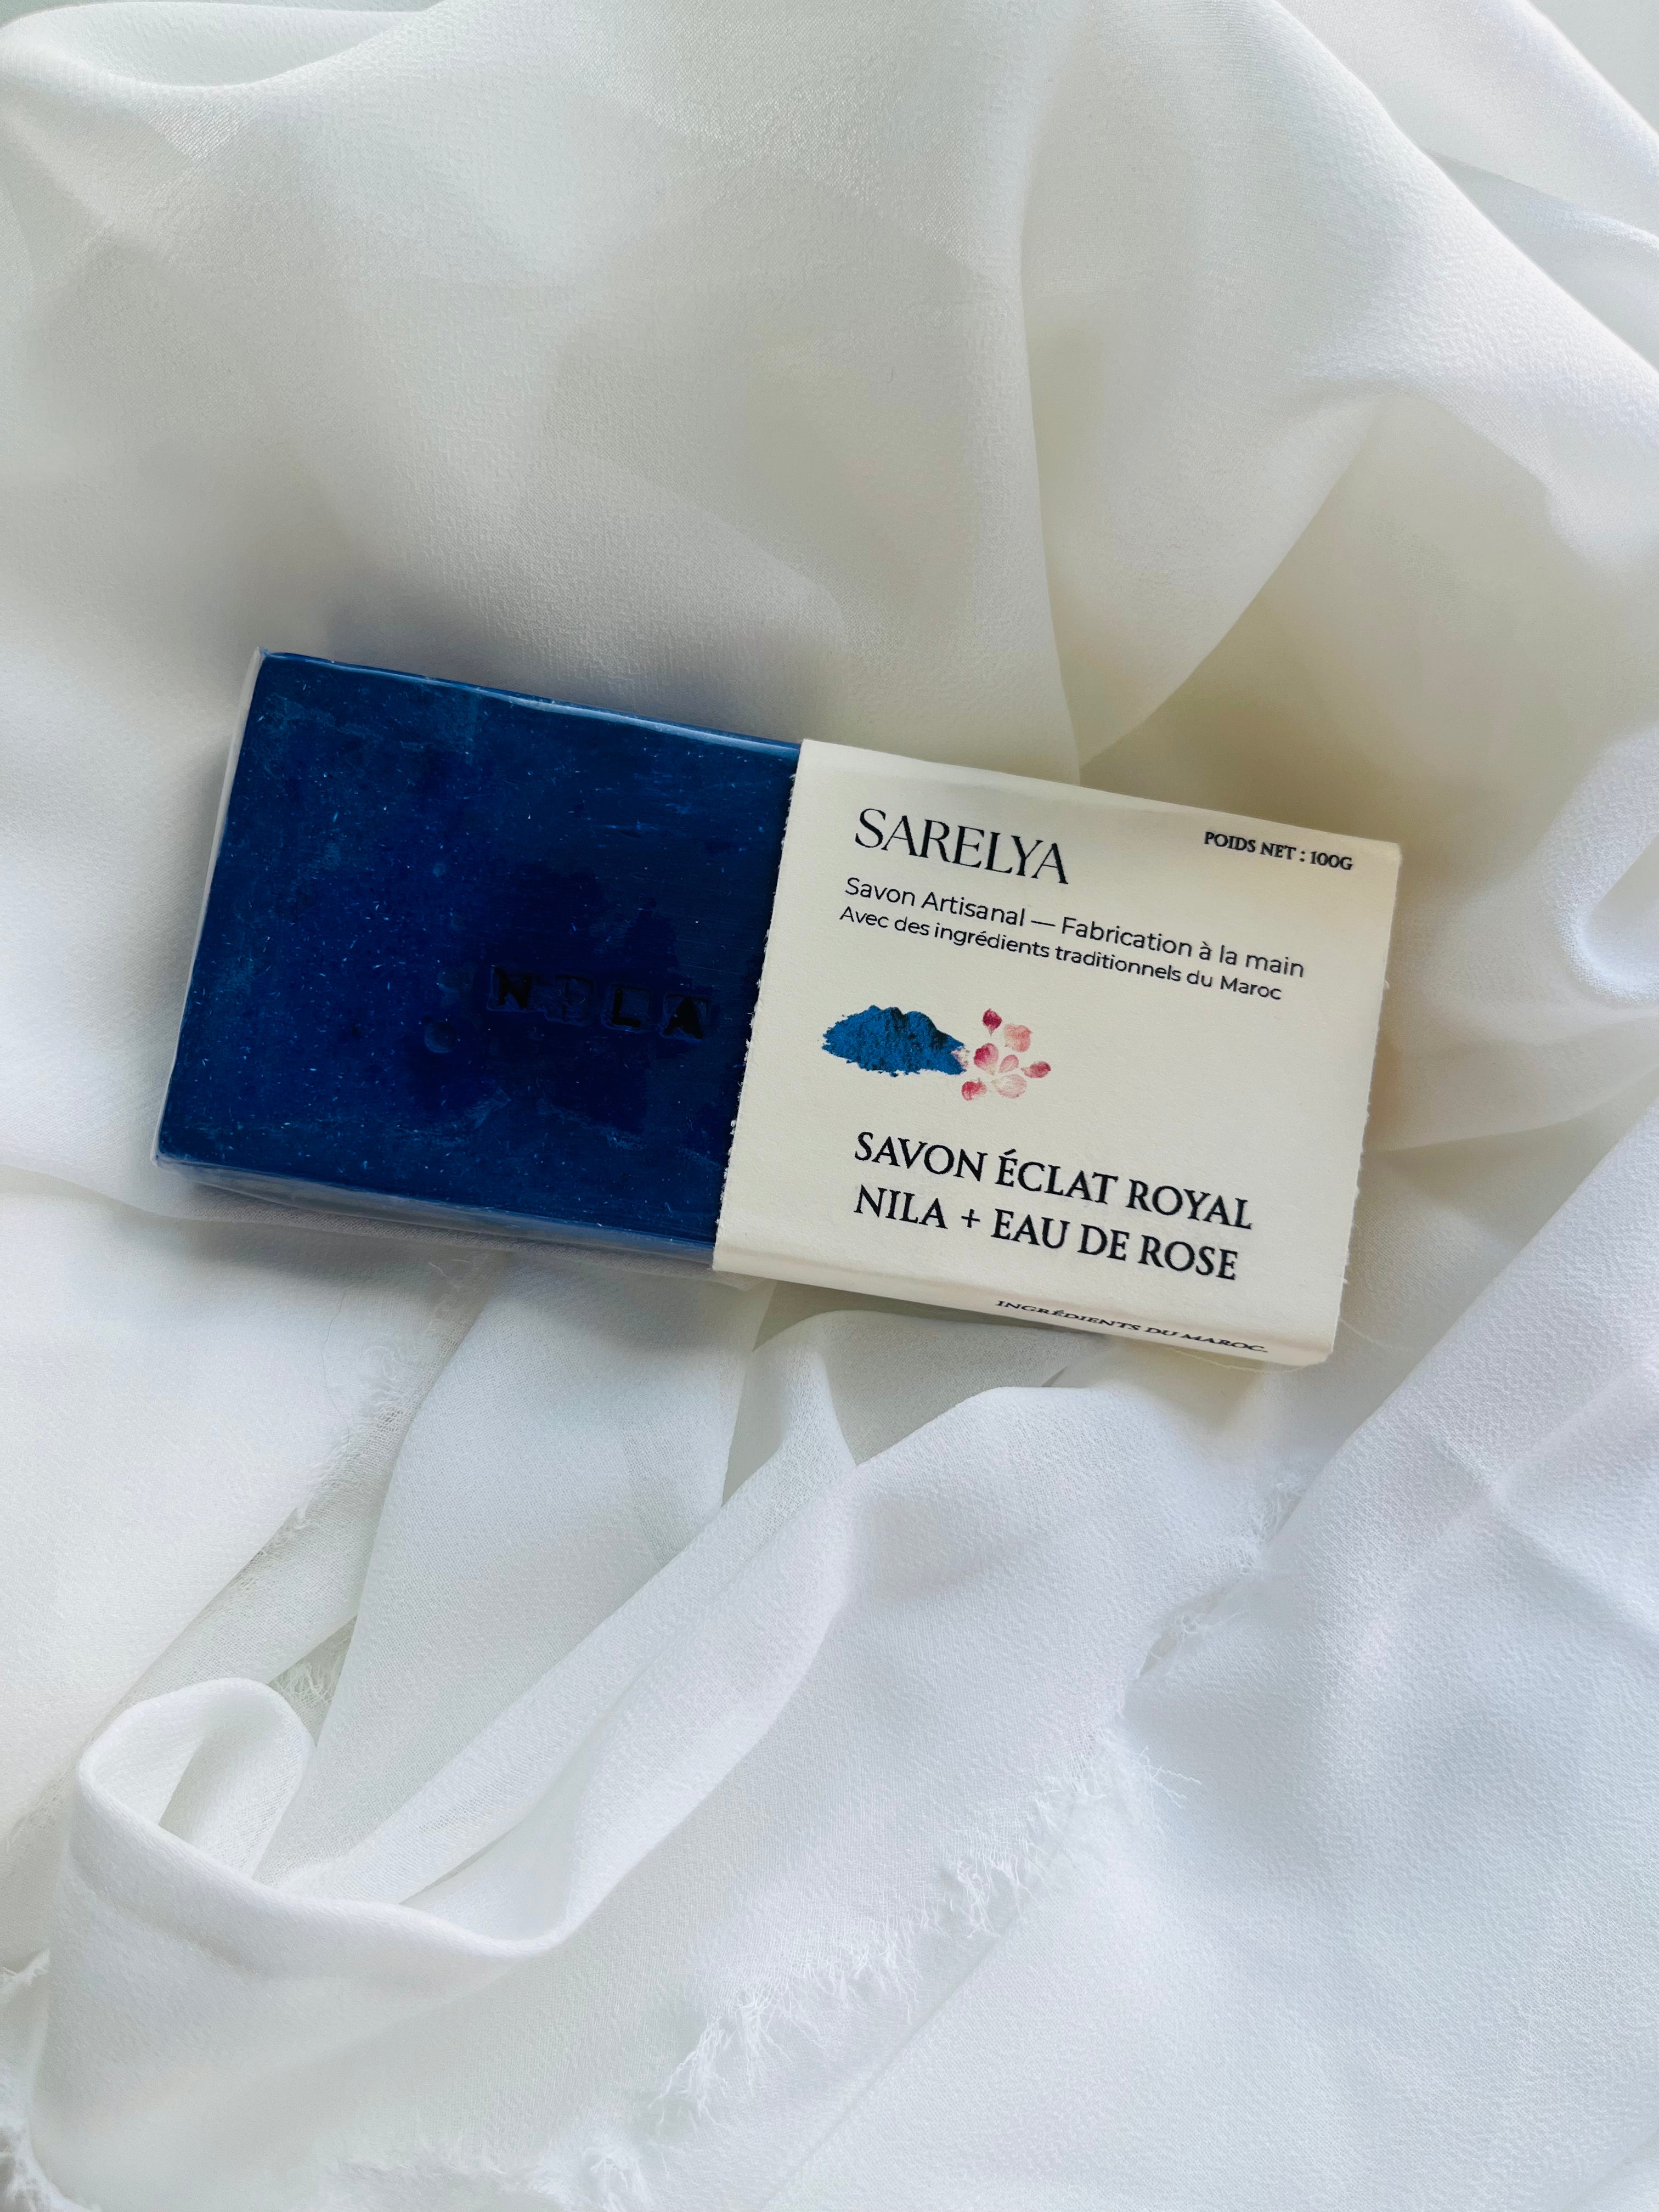 NILA
SARELYA
POIDS NET : 100G
Savon Artisanal — Fabrication à la main
Avec des ingrédients traditionnels du Maroc
SAVON ÉCLAT ROYAL
NILA + EAU DE ROSE
INGRÉDIENTS DU MAROC.